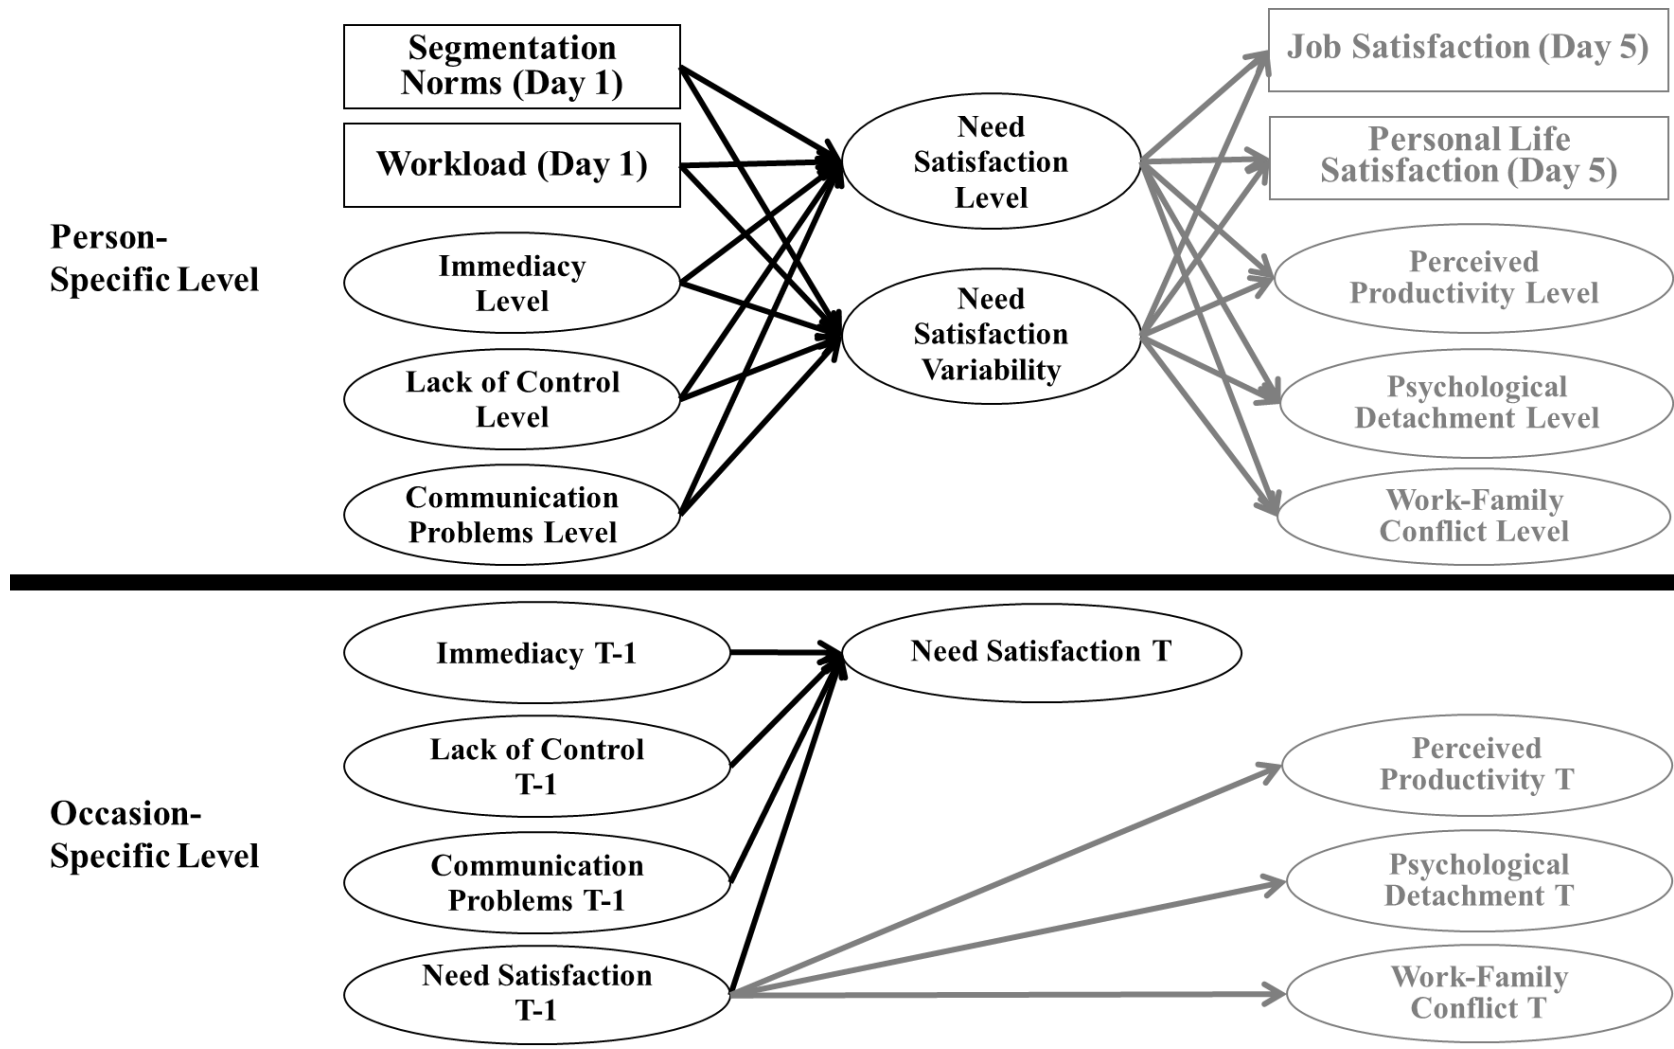 Person-
Specific Level
Segmentation
Norms (Day 1)
Workload (Day 1)
Immediacy
Level
Lack of Control
Level
Communication
Problems Level
Need
Satisfaction
Level
Need
Satisfaction
Variability
Job Satisfaction (Day 5)
Personal Life
Satisfaction (Day 5)
Perceived
Productivity Level
Psychological
Detachment Level
Work-Family
Conflict Level
Occasion-
Specific Level
Immediacy T-1
Lack of Control
T-1
Communication
Problems T-1
Need Satisfaction
T-1
Need Satisfaction T
Perceived
Productivity T
Psychological
Detachment T
Work-Family
Conflict T